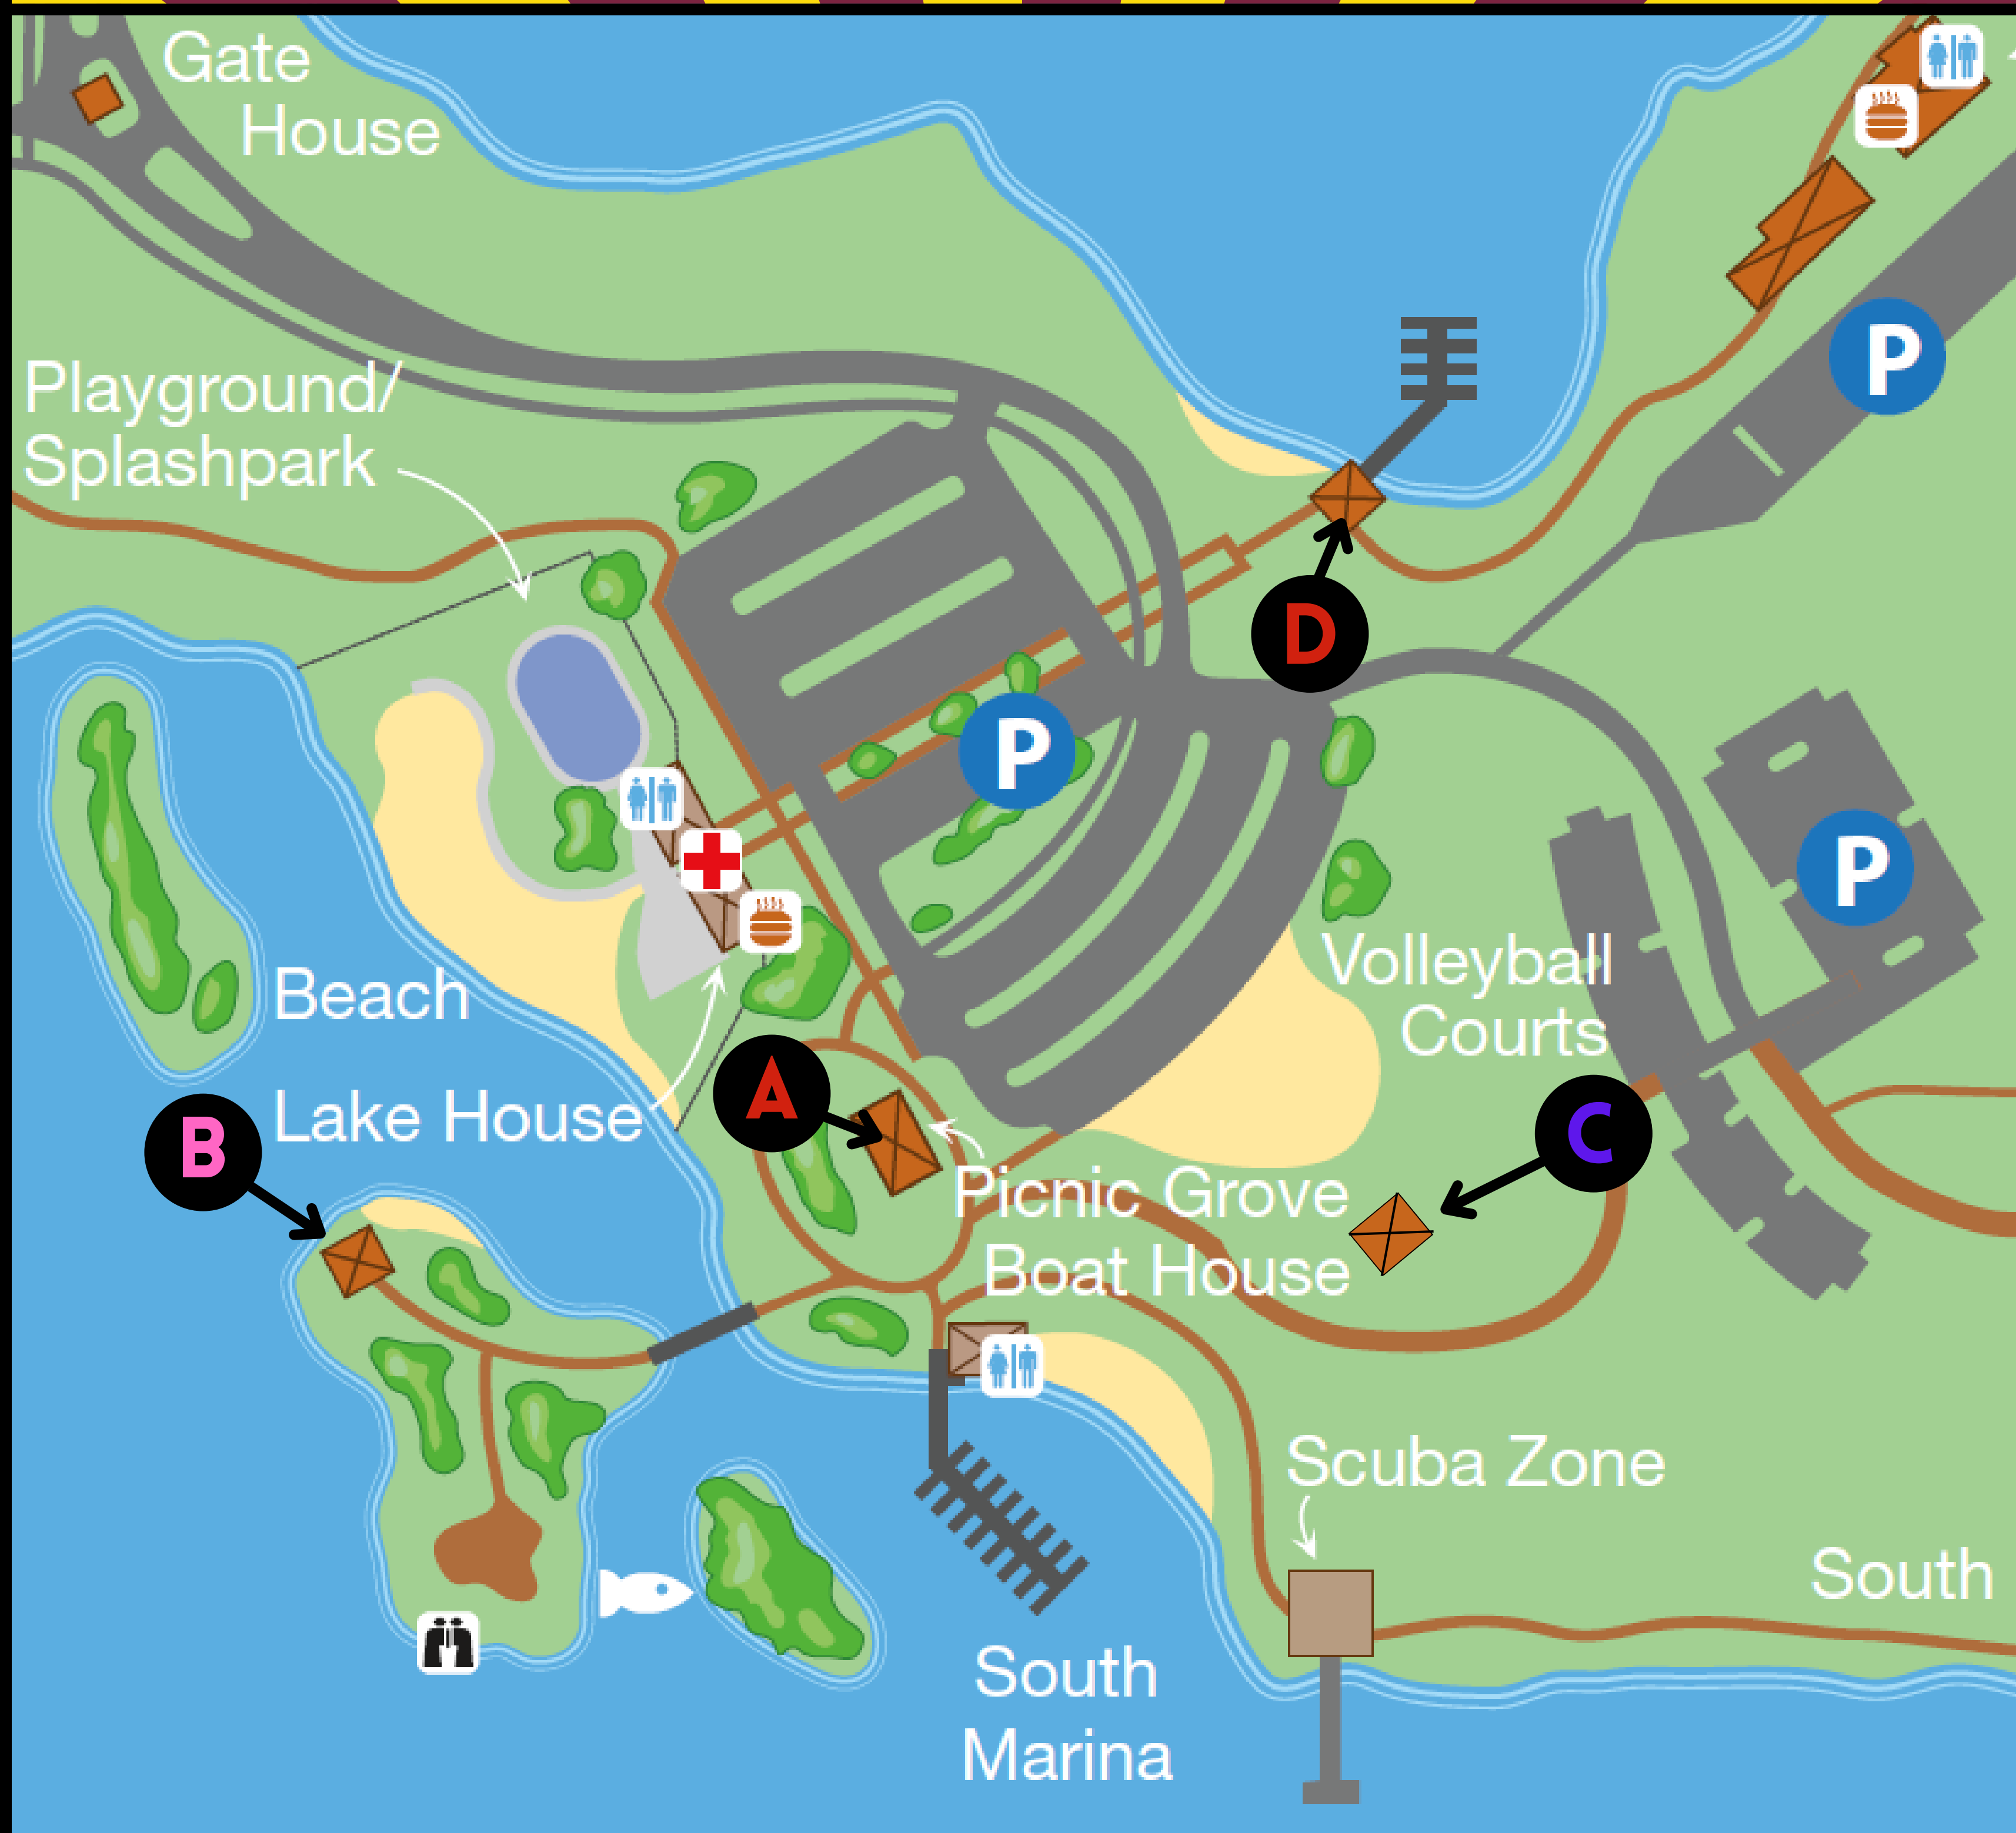 Gate
House
Playground/
Splashpark
D
P
P
P
Volleyball
Courts
Beach
A
Lake House
B
C
Picnic Grove
Boat House
Scuba Zone
South
South
Marina